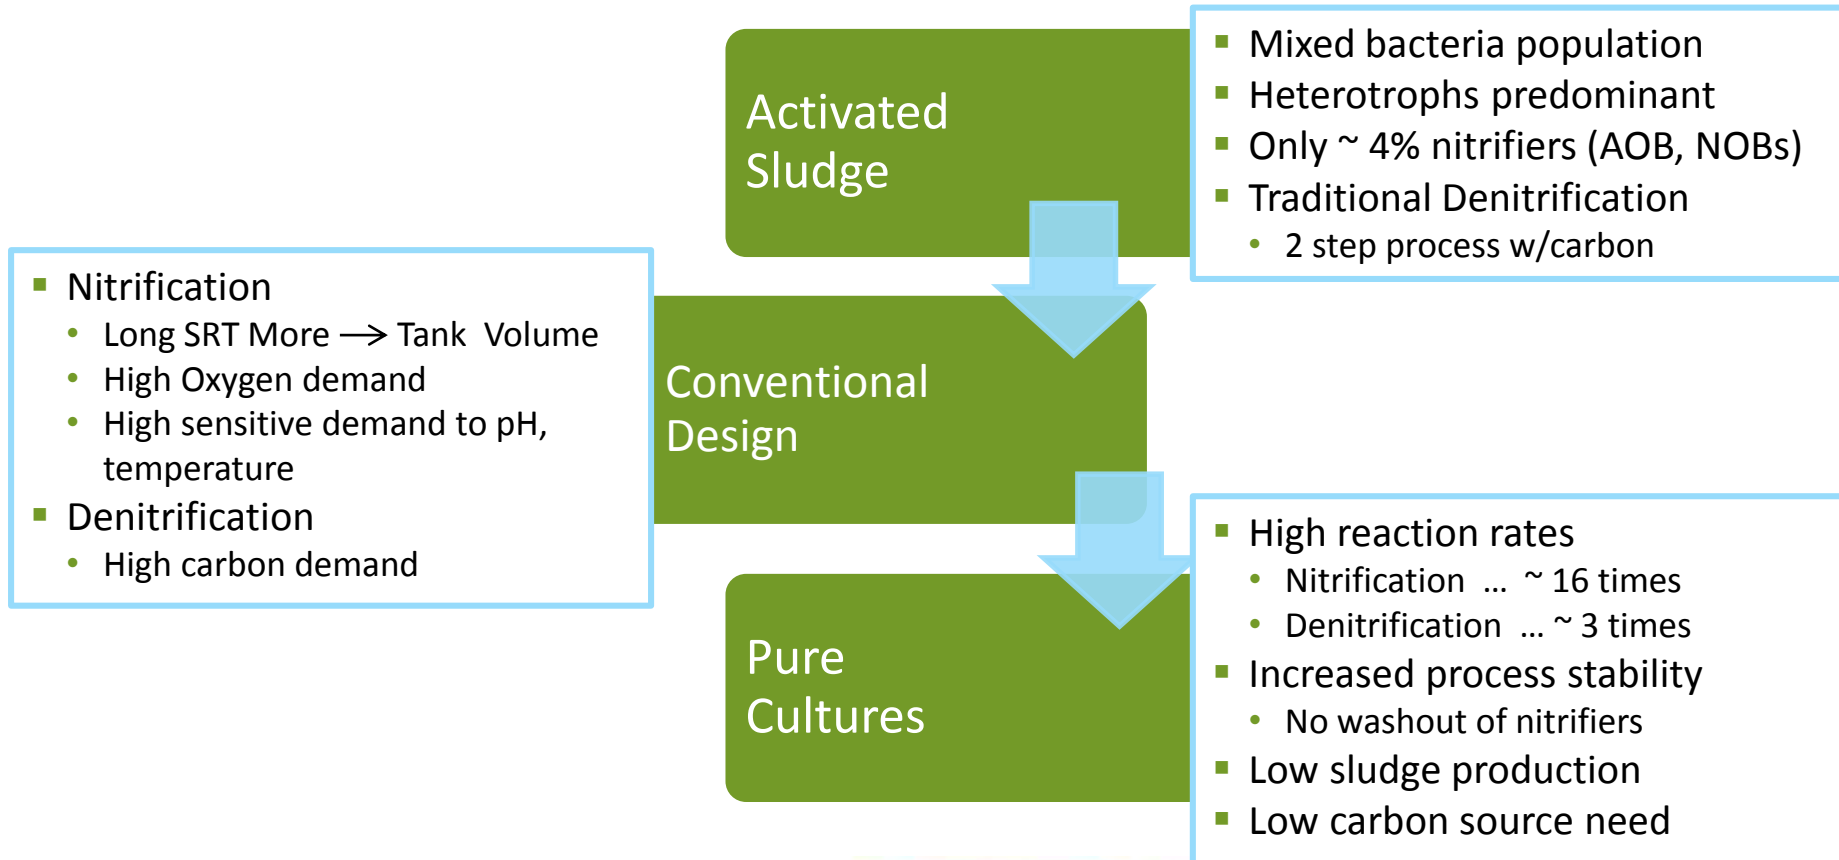 Activated
Sludge
▪ Mixed bacteria population
▪ Heterotrophs predominant
▪ Only ~ 4% nitrifiers (AOB, NOBs)
▪ Traditional Denitrification
• 2 step process w/carbon
▪ Nitrification
• Long SRT More → Tank Volume
• High Oxygen demand
• High sensitive demand to pH,
temperature
▪ Denitrification
• High carbon demand
Conventional
Design
Pure
Cultures
▪ High reaction rates
• Nitrification … ~ 16 times
• Denitrification … ~ 3 times
▪ Increased process stability
• No washout of nitrifiers
▪ Low sludge production
▪ Low carbon source need